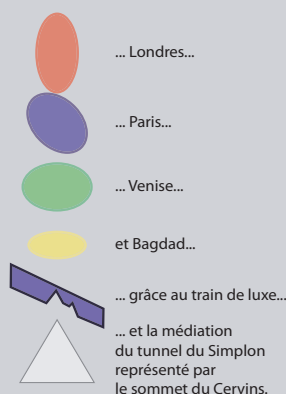 ... Londres...
... Paris...
... Venise...
et Bagdad...
... grâce au train de luxe...
... et la médiation
du tunnel du Simplon
représenté par
le sommet du Cervins.